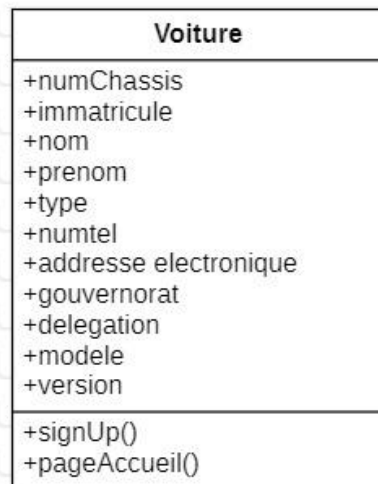 Voiture
+numChassis
+immatricule
+nom
+prenom
+type
+numtel
+addresse electronique
+gouvernorat
+delegation
+modele
+version
+signUp()
+pageAccueil()